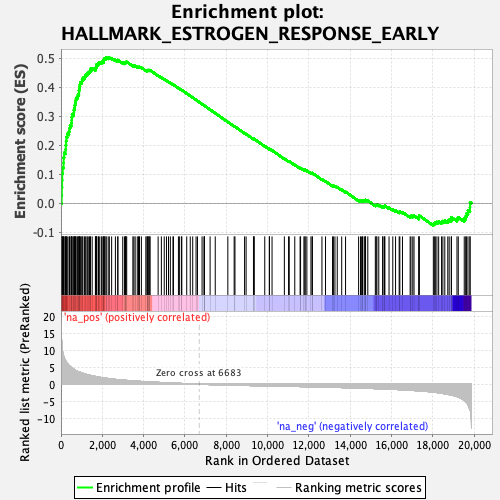 Enrichment plot:
HALLMARK_ESTROGEN_RESPONSE_EARLY
Enrichment score (ES)
0.5
0.4
0.3
0.2
0.1
0.0
-0.1
Ranked list metric (PreRanked)
20
15
10
5
0
-5
-10
'na_pos' (positively correlated)
Zero cross at 6683
'na_neg' (negatively correlated)
0
2,000
4,000
6,000
8,000
10,000
12,000
14,000
16,000
18,000
20,000
Rank in Ordered Dataset
Enrichment profile
Hits
Ranking metric scores